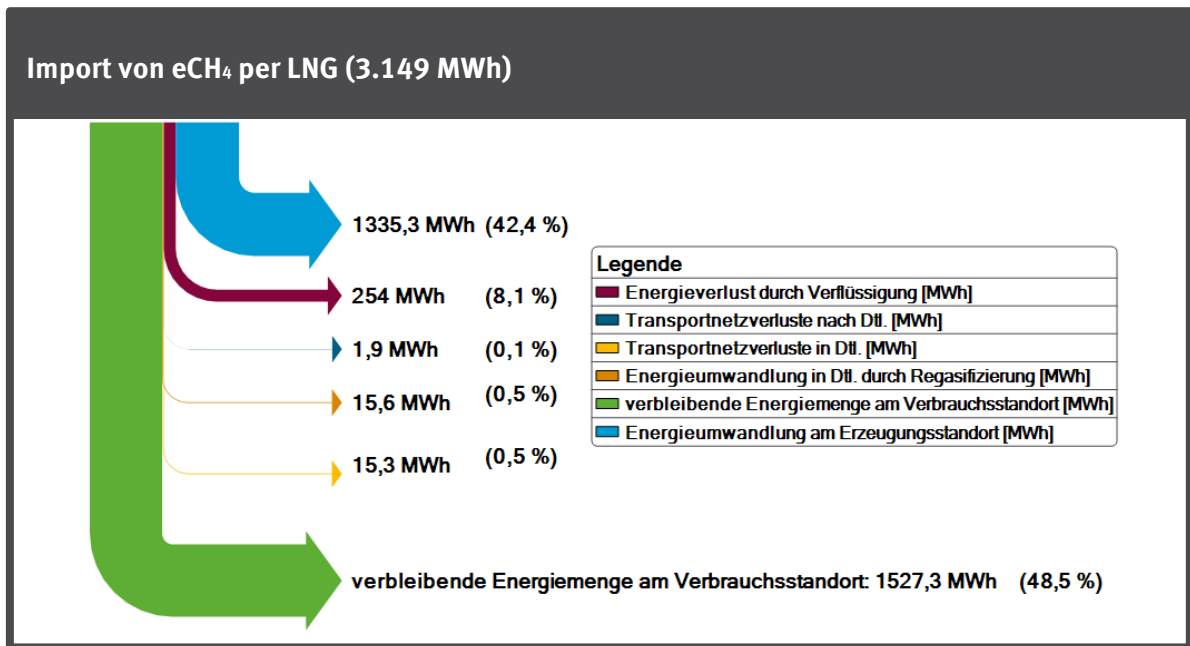 Import von eCH₄ per LNG (3.149 MWh)
1335,3 MWh (42,4 %)
254 MWh (8,1 %)
1,9 MWh (0,1 %)
15,6 MWh (0,5 %)
15,3 MWh (0,5 %)
verbleibende Energiemenge am Verbrauchsstandort: 1527,3 MWh (48,5 %)
Legende
Energieverlust durch Verflüssigung [MWh]
Transportnetzverluste nach Dtl. [MWh]
Transportnetzverluste in Dtl. [MWh]
Energieumwandlung in Dtl. durch Regasifizierung [MWh]
verbleibende Energiemenge am Verbrauchsstandort [MWh]
Energieumwandlung am Erzeugungsstandort [MWh]